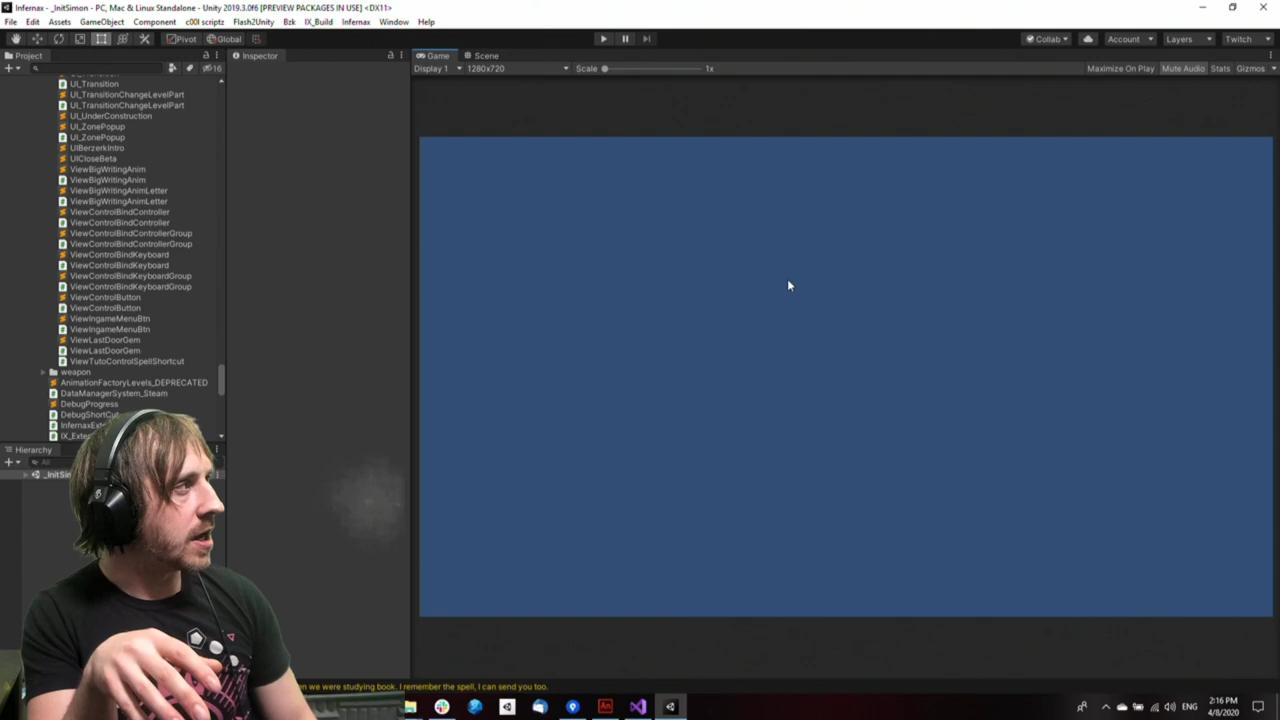 Infernax - _InitSimon - PC, Mac & Linux Standalone - Unity 2019.3.0f6 [PREVIEW PACKAGES IN USE] <DX11>
File Edit Assets GameObject Component c00l scriptz Flash2Unity Bzk IX_Build Infernax Window Help
Pivot Global Collab Account Layers Twitch
Project Inspector Game Scene
16 Display 1 1280x720 Scale 1x Maximize On Play Mute Audio Stats Gizmos
UI_Transition
UI_TransitionChangeLevelPart
UI_TransitionChangeLevelPart
UI_UnderConstruction
UI_ZonePopup
UI_ZonePopup
UIBerzerkIntro
UICloseBeta
ViewBigWritingAnim
ViewBigWritingAnim
ViewBigWritingAnimLetter
ViewBigWritingAnimLetter
ViewControlBindController
ViewControlBindController
ViewControlBindControllerGroup
ViewControlBindControllerGroup
ViewControlBindKeyboard
ViewControlBindKeyboard
ViewControlBindKeyboardGroup
ViewControlBindKeyboardGroup
ViewControlButton
ViewControlButton
ViewIngameMenuBtn
ViewIngameMenuBtn
ViewLastDoorGem
ViewLastDoorGem
ViewTutoControlSpellShortcut
weapon
AnimationFactoryLevels_DEPRECATED
DataManagerSystem_Steam
DebugProgress
DebugShortCut
Hierarchy
All
we were studying book. I remember the spell, I can send you too.
An ENG 2:16 PM
4/8/2020